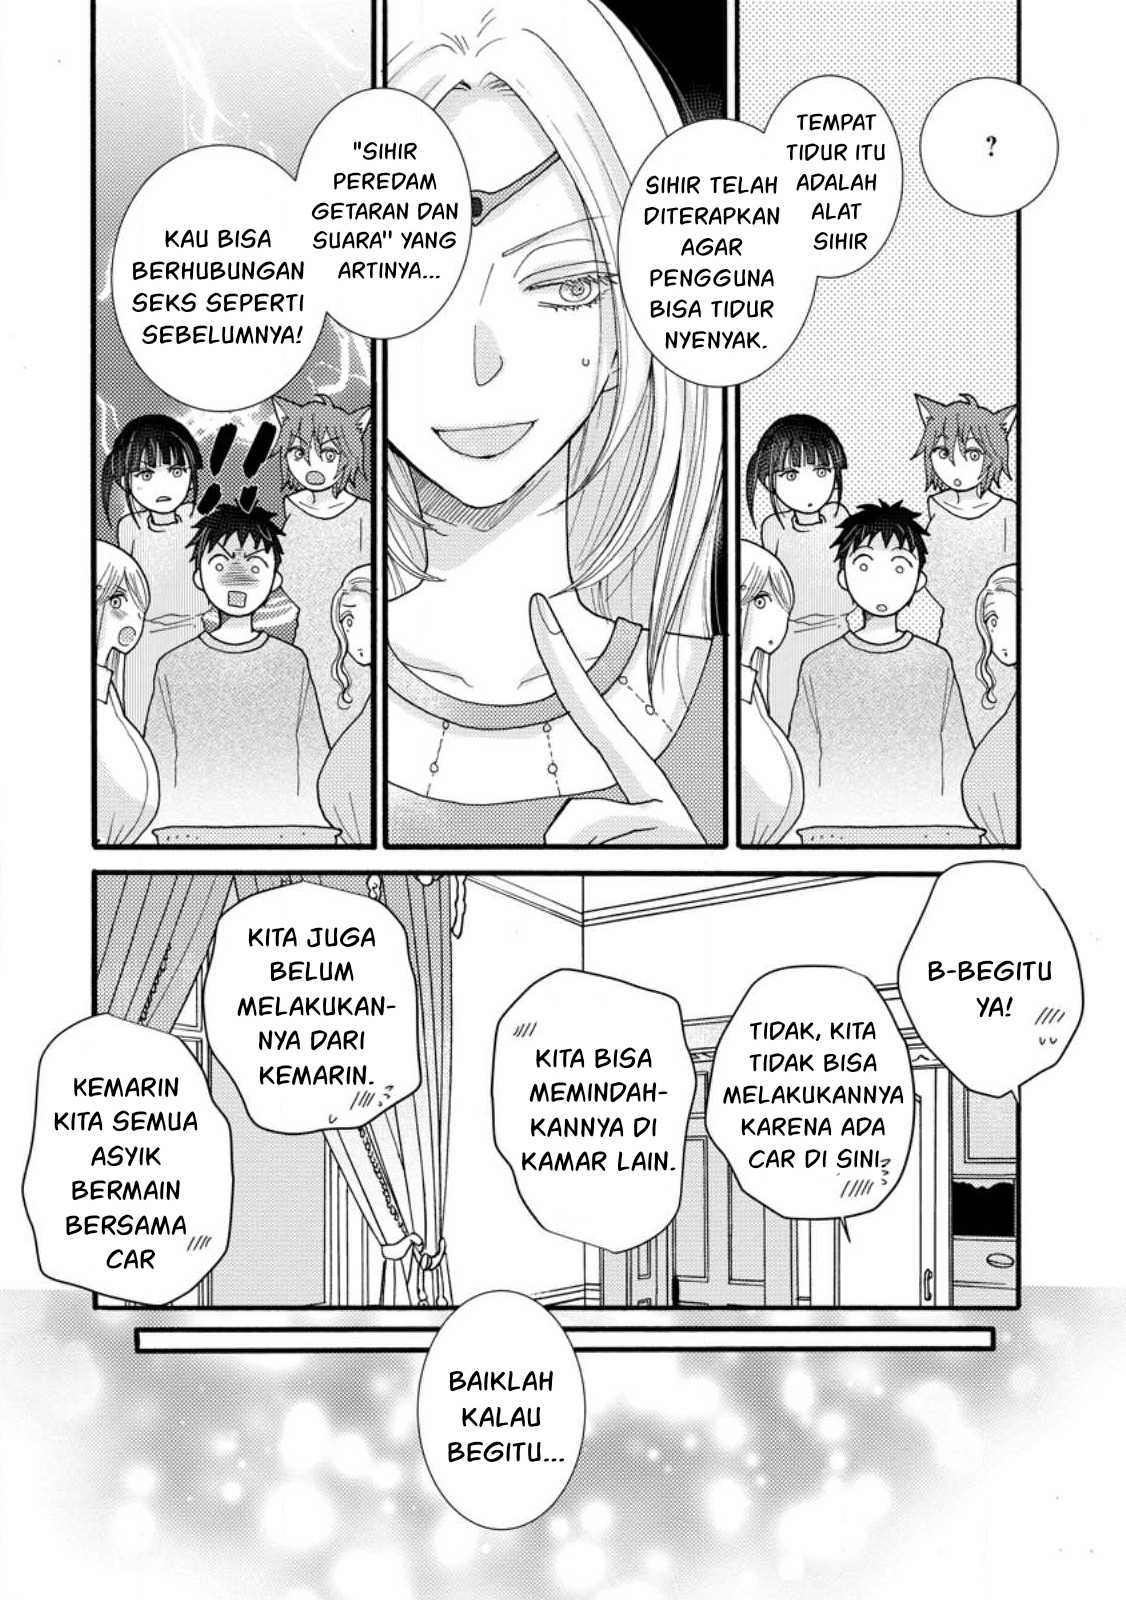 ?
TEMPAT
TIDUR ITU
ADALAH
ALAT
SIHIR
SIHIR TELAH
DITERAPKAN
AGAR
PENGGUNA
BISA TIDUR
NYENYAK.
"SIHIR
PEREDAM
GETARAN DAN
SUARA" YANG
ARTINYA...
KAU BISA
BERHUBUNGAN
SEKS SEPERTI
SEBELUMNYA!
B-BEGITU
YA!
TIDAK, KITA
TIDAK BISA
MELAKUKANNYA
KARENA ADA
CAR DI SINI.
KITA BISA
MEMINDAH-
KANNYA DI
KAMAR LAIN.
KITA JUGA
BELUM
MELAKUKAN-
NYA DARI
KEMARIN.
KEMARIN
KITA SEMUA
ASYIK
BERMAIN
BERSAMA
CAR
BAIKLAH
KALAU
BEGITU...